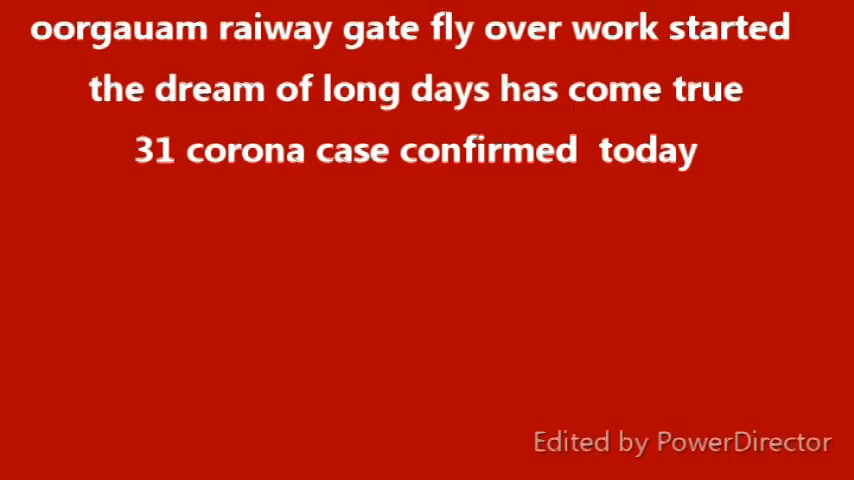 oorgauam raiway gate fly over work started
the dream of long days has come true
31 corona case confirmed today
Edited by PowerDirector